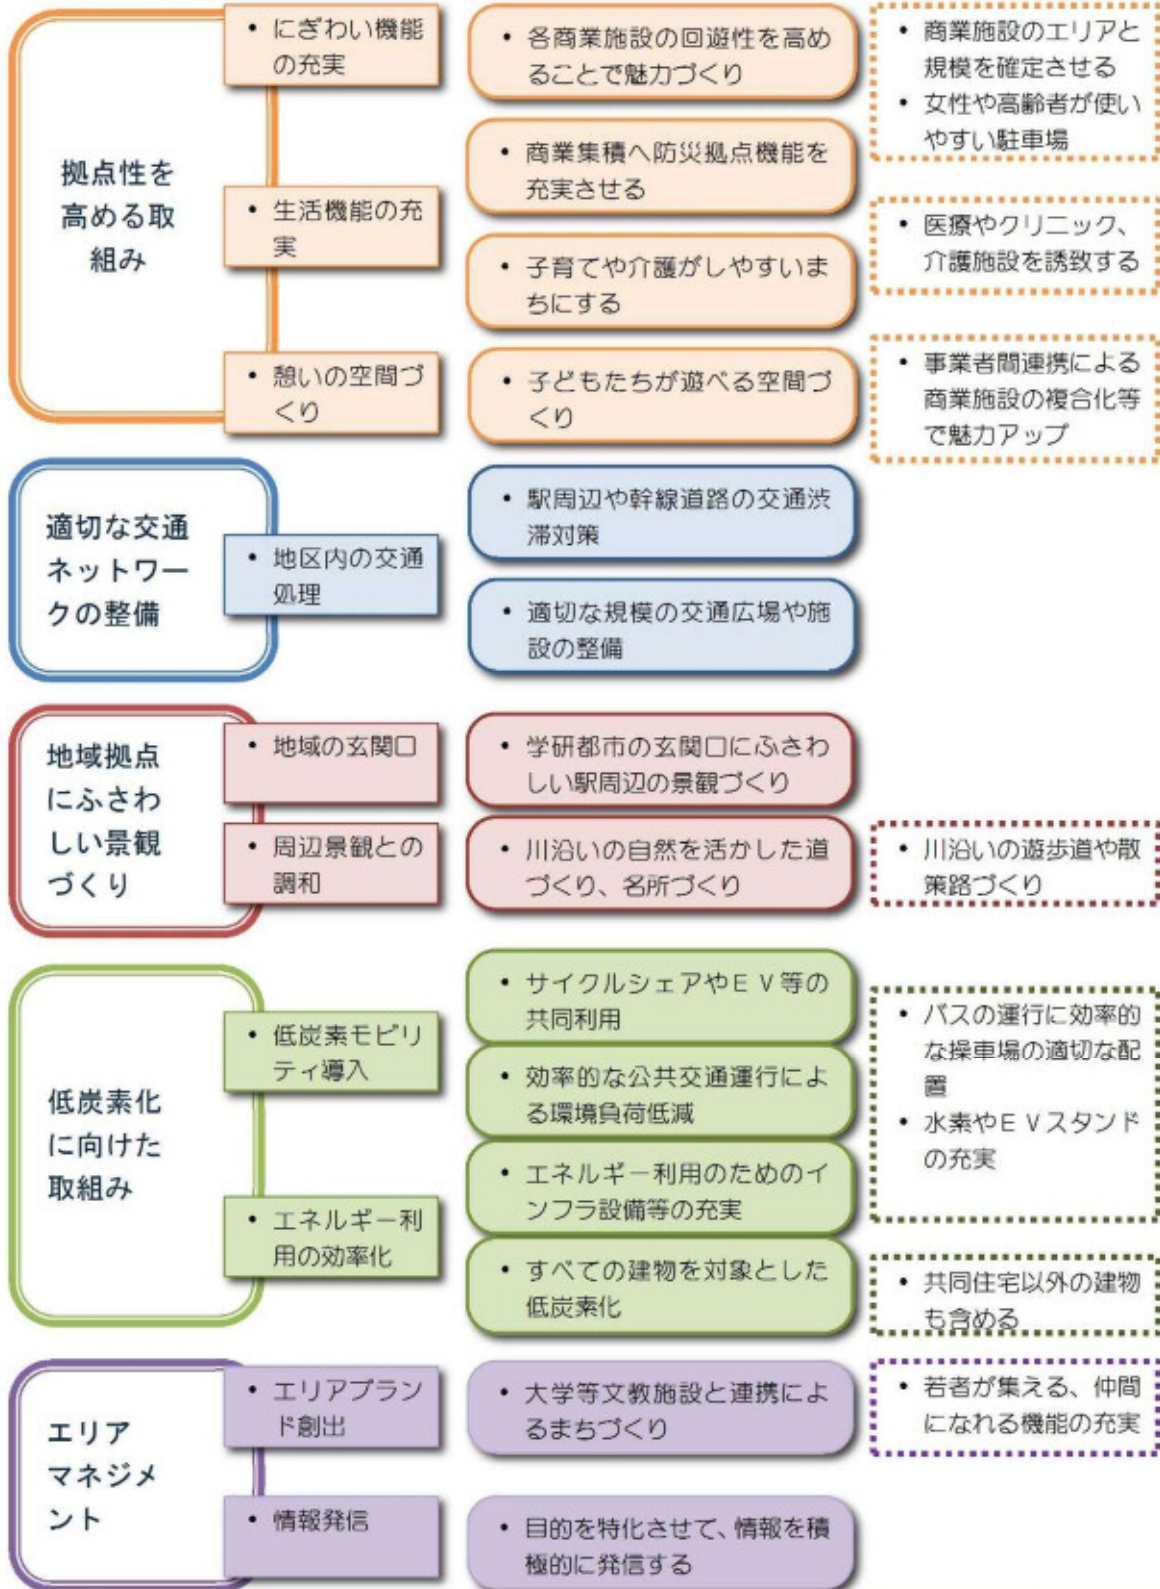 拠点性を
高める取
組み
• にぎわい機能
の充実
• 生活機能の充
実
• 憩いの空間づ
くり
• 各商業施設の回遊性を高め
ることで魅力づくり
• 商業集積へ防災拠点機能を
充実させる
• 子育てや介護がしやすいま
ちにする
• 子どもたちが遊べる空間づ
くり
• 商業施設のエリアと
規模を確定させる
• 女性や高齢者が使い
やすい駐車場
• 医療やクリニック、
介護施設を誘致する
• 事業者間連携による
商業施設の複合化等
で魅力アップ
適切な交通
ネットワー
クの整備
• 地区内の交通
処理
• 駅周辺や幹線道路の交通渋
滞対策
• 適切な規模の交通広場や施
設の整備
地域拠点
にふさわ
しい景観
づくり
• 地域の玄関口
• 周辺景観との
調和
• 学研都市の玄関口にふさわ
しい駅周辺の景観づくり
• 川沿いの自然を活かした道
づくり、名所づくり
• 川沿いの遊歩道や散
策路づくり
低炭素化
に向けた
取組み
• 低炭素モビリ
ティ導入
• エネルギー利
用の効率化
• サイクルシェアやEV等の
共同利用
• 効率的な公共交通運行によ
る環境負荷低減
• エネルギー利用のためのイ
ンフラ設備等の充実
• すべての建物を対象とした
低炭素化
• バスの運行に効率的
な操車場の適切な配
置
• 水素やEVスタンド
の充実
• 共同住宅以外の建物
も含める
エリア
マネジメ
ント
• エリアブラン
ド創出
• 情報発信
• 大学等文教施設と連携によ
るまちづくり
• 目的を特化させて、情報を積
極的に発信する
• 若者が集える、仲間
になれる機能の充実